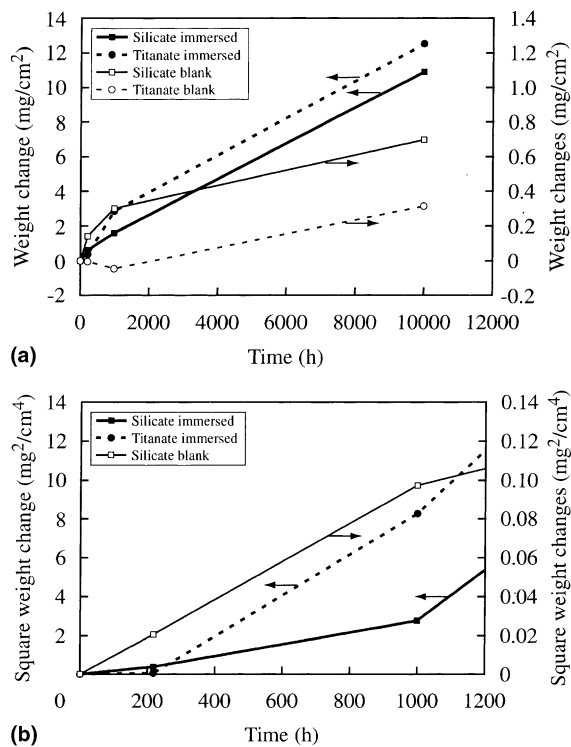 14
12
10
8
6
4
2
0
-2
Weight change (mg/cm2)
Silicate immersed
Titanate immersed
Silicate blank
Titanate blank
1.4
1.2
1.0
0.8
0.6
0.4
0.2
0
-0.2
Weight changes (mg/cm2)
0 2000 4000 6000 8000 10000 12000
(a)
Time (h)
14
12
10
8
6
4
2
Square weight change (mg2/cm4)
Silicate immersed
Titanate immersed
Silicate blank
0.14
0.12
0.10
0.08
0.06
0.04
0.02
0
Square weight changes (mg2/cm4)
0 200 400 600 800 1000 1200
(b)
Time (h)